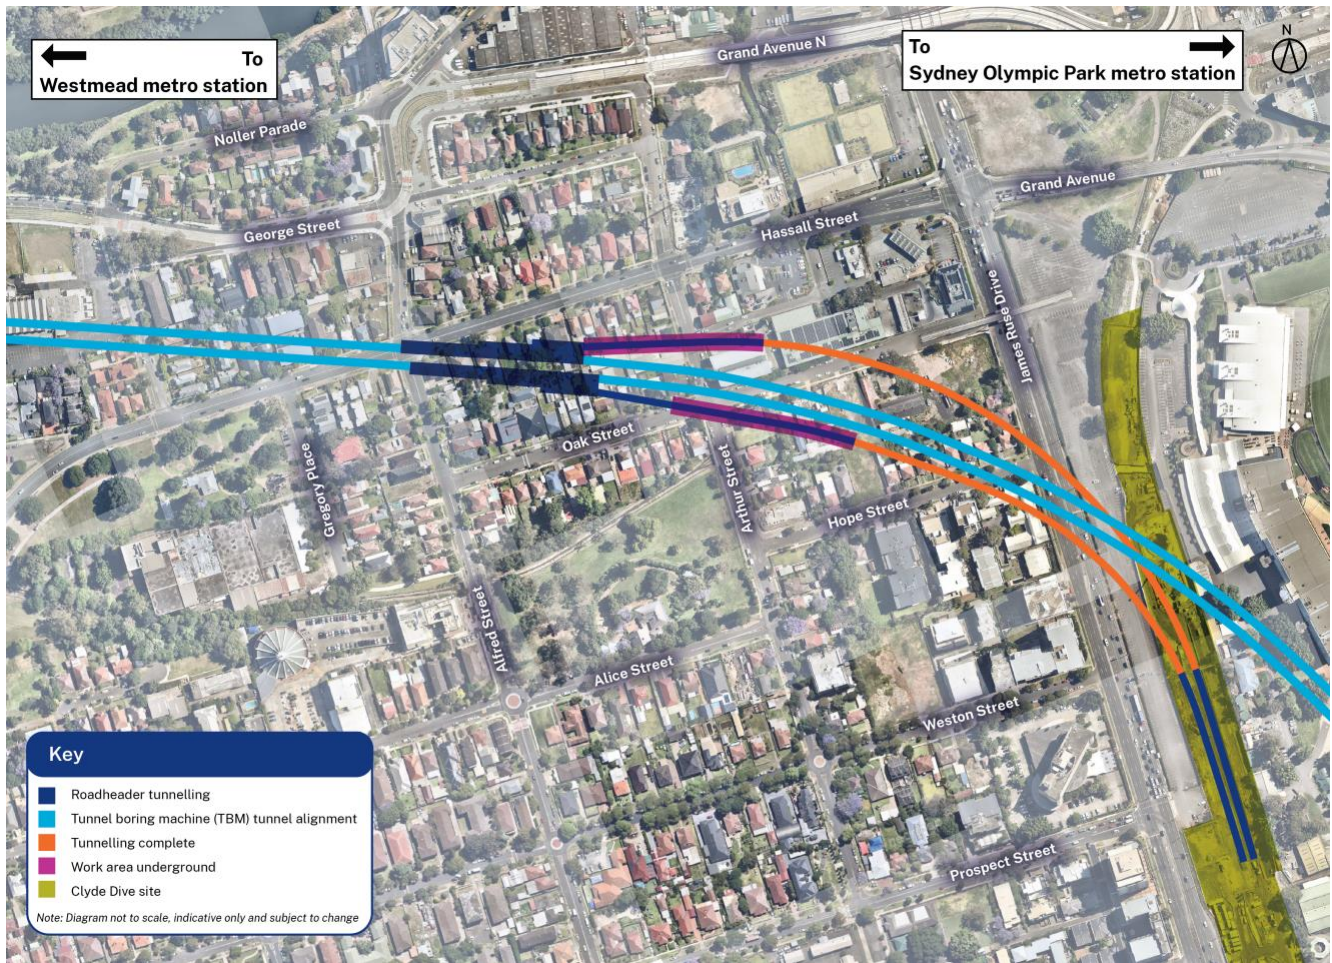 To
Westmead metro station
To
Sydney Olympic Park metro station
N
Grand Avenue N
Noller Parade
Grand Avenue
George Street
Hassall Street
James Ruse Drive
Oak Street
Gregory Place
Arthur Street
Hope Street
Alfred Street
Alice Street
Weston Street
Prospect Street
Key
Roadheader tunnelling
Tunnel boring machine (TBM) tunnel alignment
Tunnelling complete
Work area underground
Clyde Dive site
Note: Diagram not to scale, indicative only and subject to change